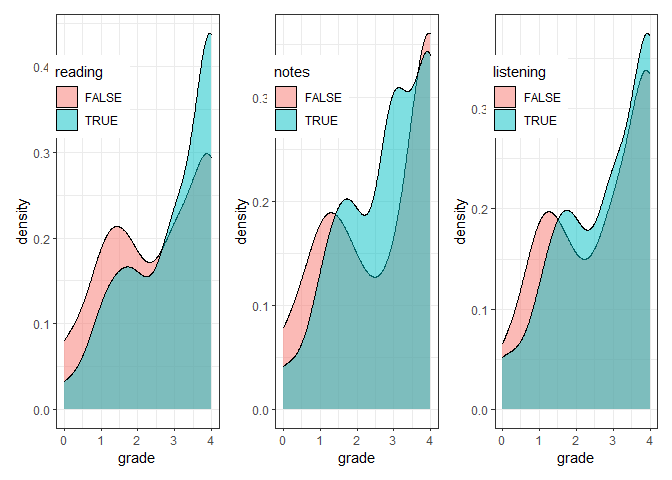 reading
FALSE
TRUE
density
0.4
0.3
0.2
0.1
0.0
0 1 2 3 4
grade
notes
FALSE
TRUE
density
0.3
0.2
0.1
0.0
0 1 2 3 4
grade
listening
FALSE
TRUE
density
0.3
0.2
0.1
0.0
0 1 2 3 4
grade